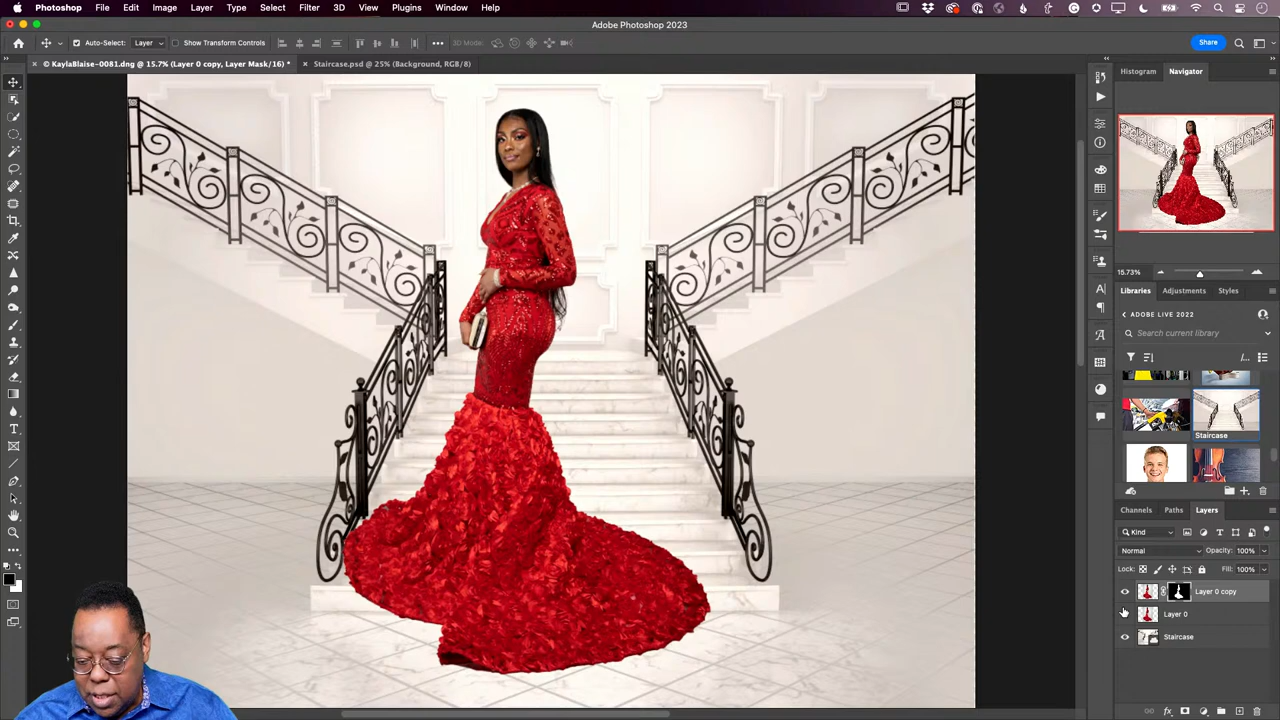 Photoshop File Edit Image Layer Type Select Filter 3D View Plugins Window Help
Adobe Photoshop 2023
Auto-Select: Layer Show Transform Controls 3D Mode: Share
© KaylaBlaise-0081.dng @ 15.7% (Layer 0 copy, Layer Mask/16) * Staircase.psd @ 25% (Background, RGB/8)
Histogram Navigator
15.73%
Libraries Adjustments Styles
ADOBE LIVE 2022
Search current library
Staircase
Channels Paths Layers
Kind
Normal Opacity: 100%
Lock: Fill: 100%
Layer 0 copy
Layer 0
Staircase